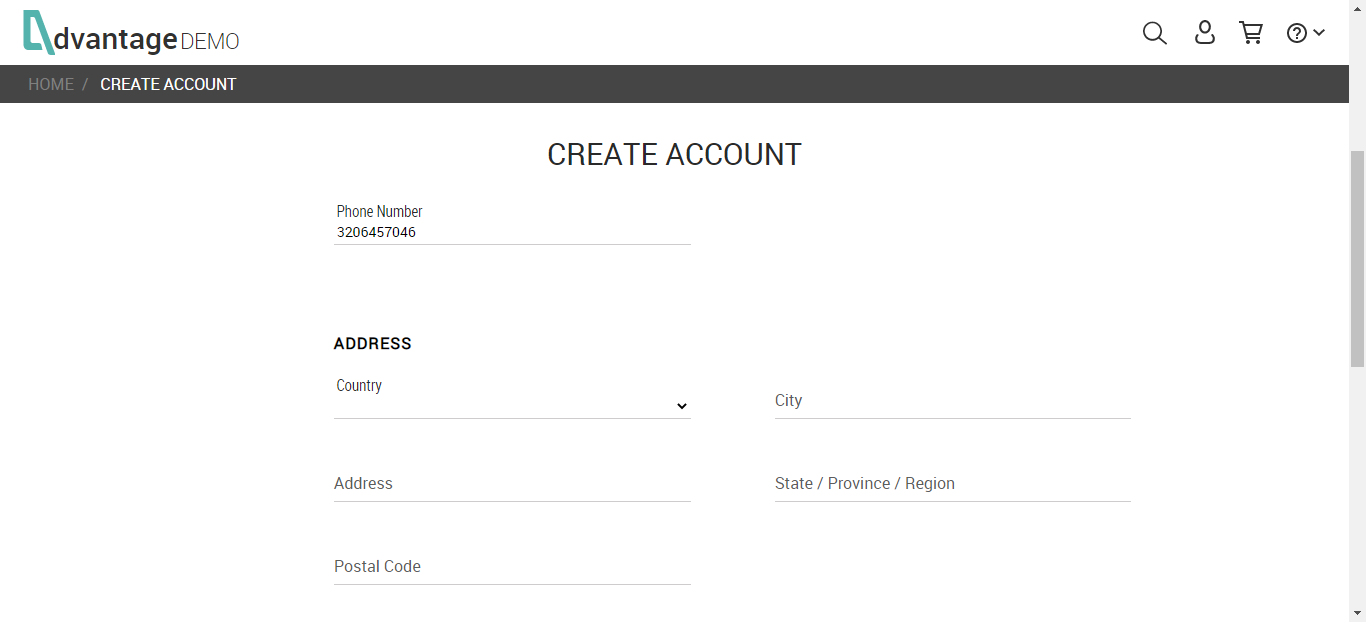 dvantage DEMO
HOME / CREATE ACCOUNT
CREATE ACCOUNT
Phone Number
3206457046
ADDRESS
Country
City
Address
State / Province / Region
Postal Code